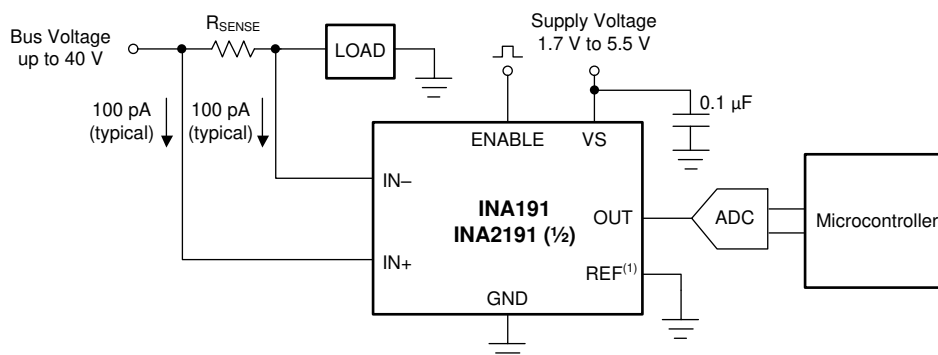 Bus Voltage
up to 40 V
RSENSE
LOAD
Supply Voltage
1.7 V to 5.5 V
100 pA
(typical)
100 pA
(typical)
0.1 µF
ENABLE
VS
IN–
INA191
INA2191 (½)
OUT
ADC
Microcontroller
IN+
REF(1)
GND